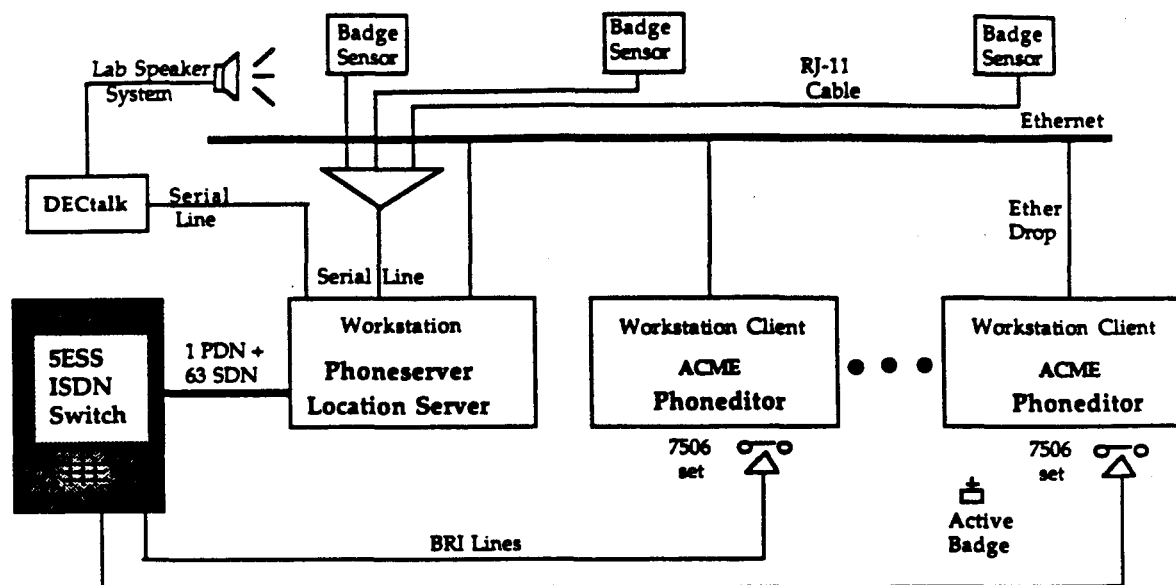 Badge
Sensor
Badge
Sensor
Badge
Sensor
Lab Speaker
System
RJ-11
Cable
Ethernet
DECtalk
Serial
Line
Ether
Drop
Serial Line
5ESS
ISDN
Switch
1 PDN +
63 SDN
Workstation
Phoneserver
Location Server
Workstation Client
ACME
Phoneditor
Workstation Client
ACME
Phoneditor
7506
set
7506
set
Active
Badge
BRI Lines